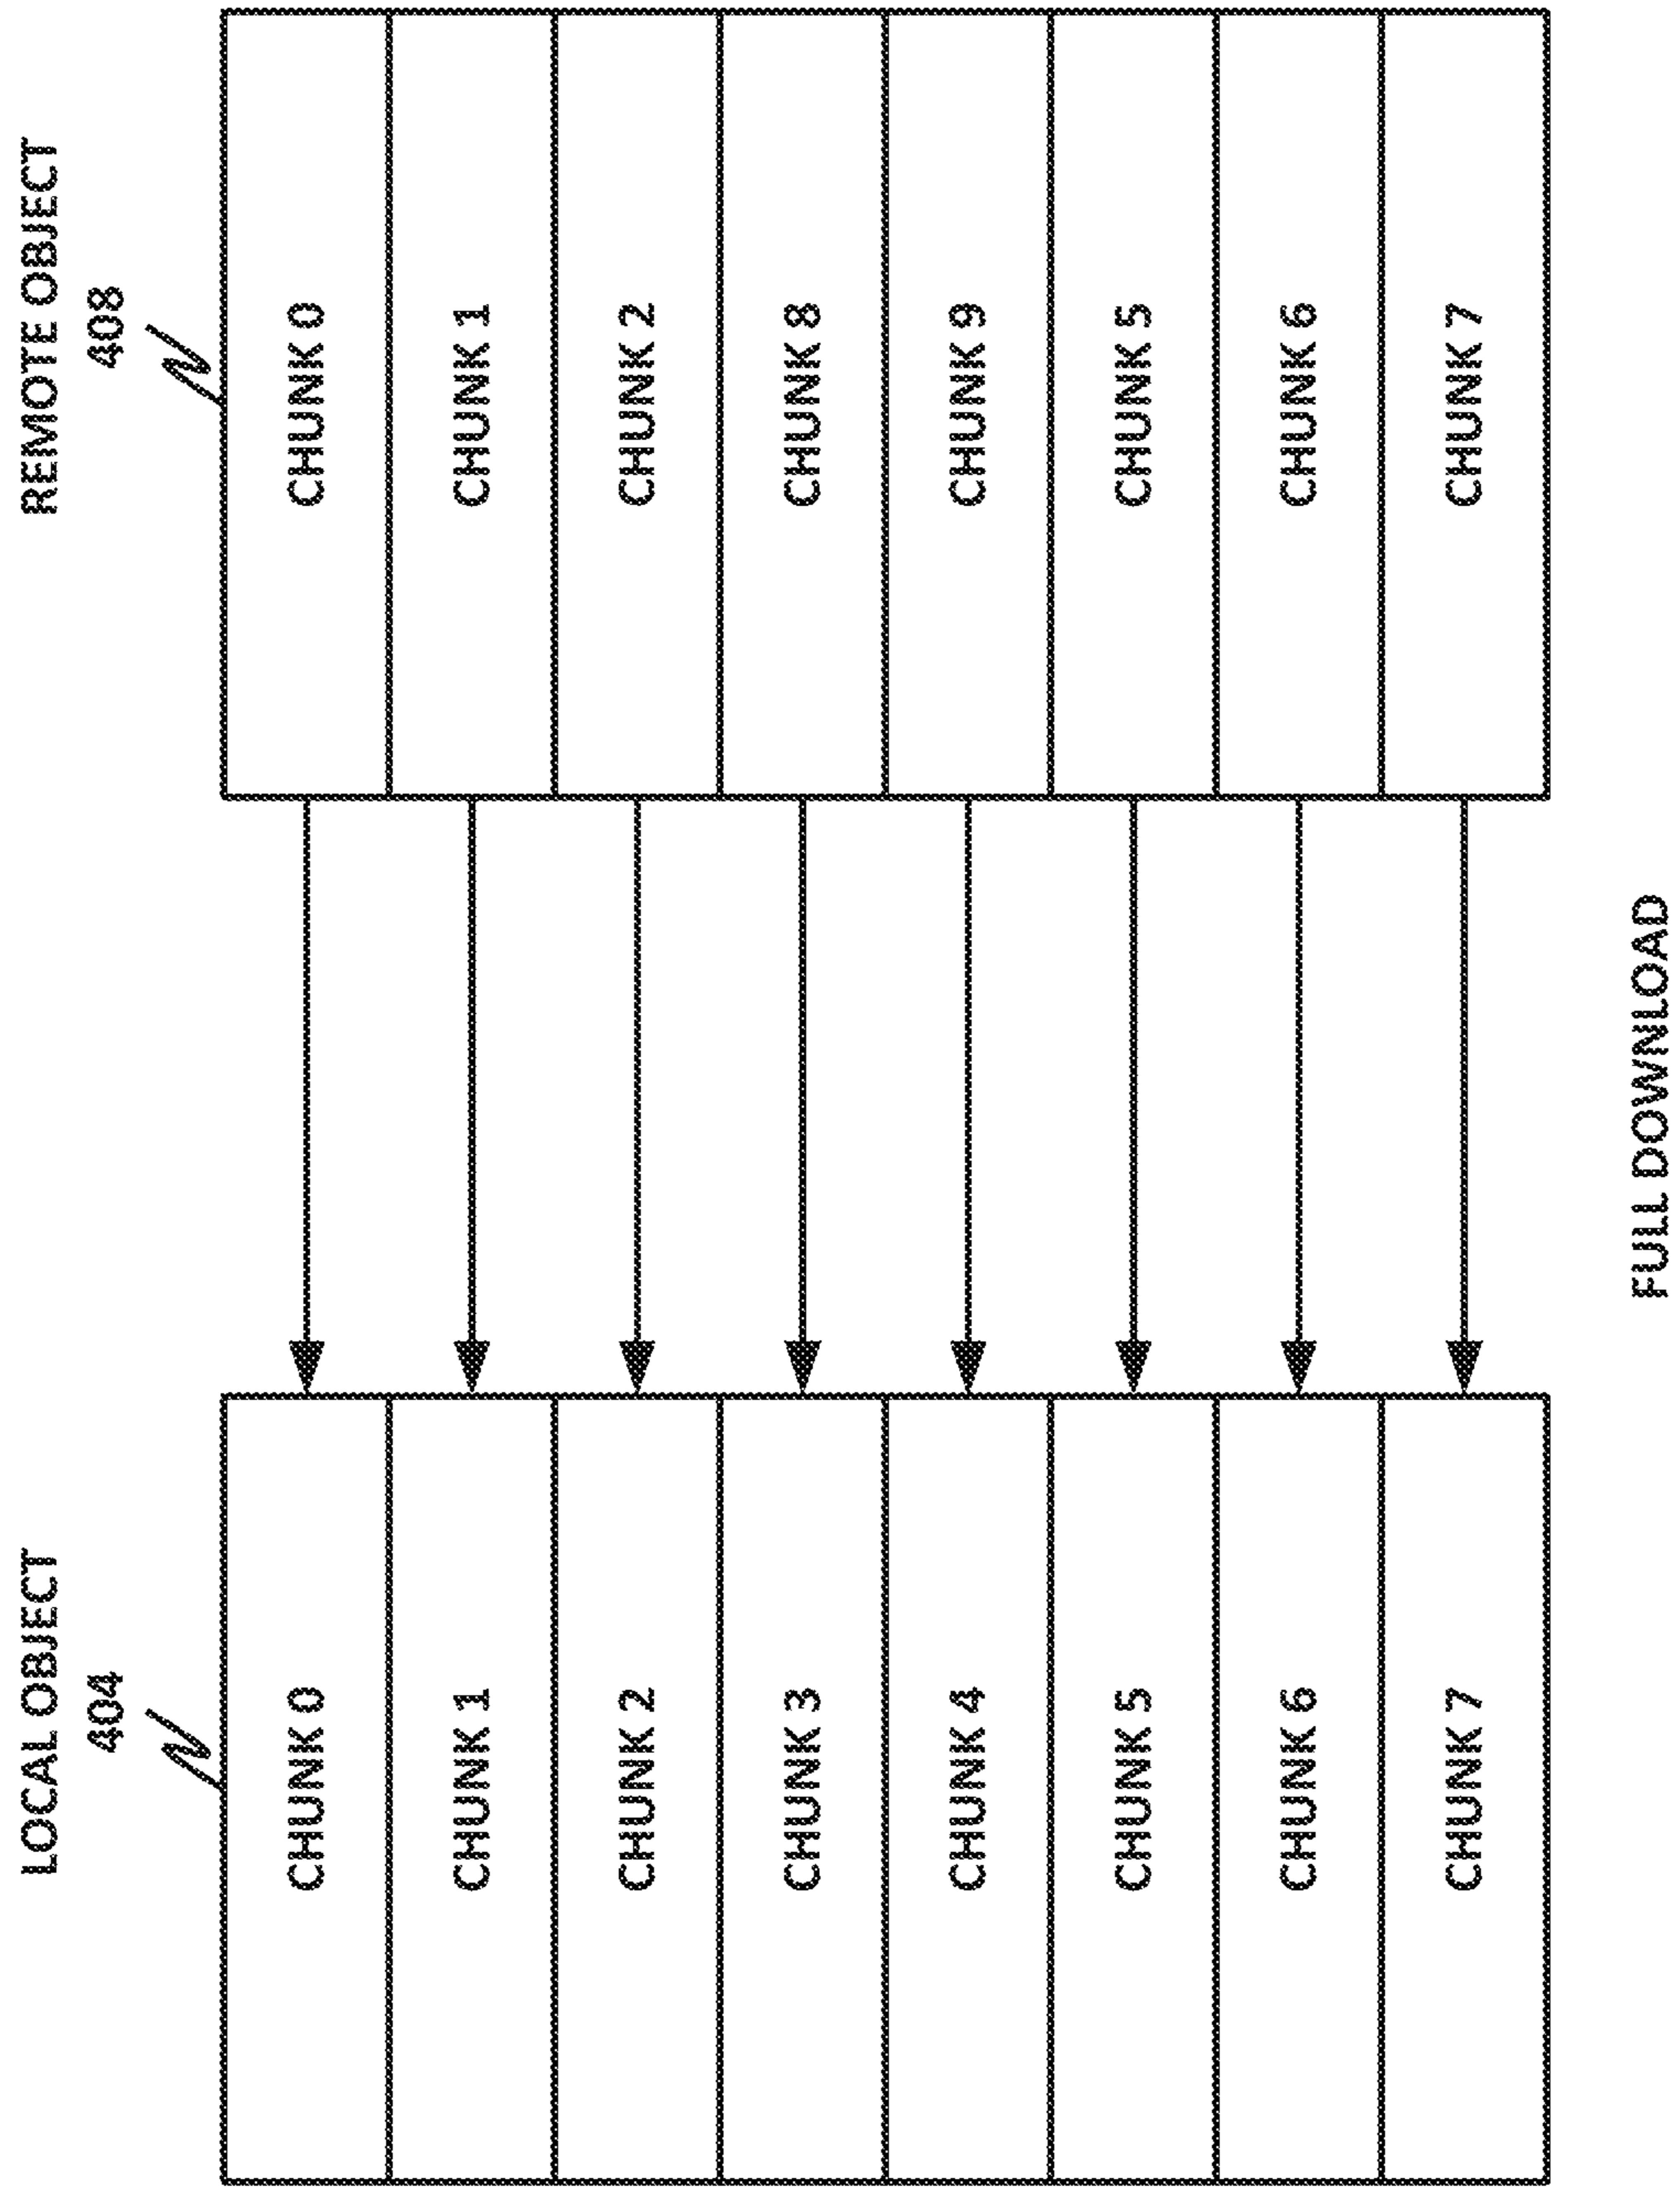 LOCAL OBJECT
404
CHUNK 0
CHUNK 1
CHUNK 2
CHUNK 3
CHUNK 4
CHUNK 5
CHUNK 6
CHUNK 7
REMOTE OBJECT
408
CHUNK 0
CHUNK 1
CHUNK 2
CHUNK 8
CHUNK 9
CHUNK 5
CHUNK 6
CHUNK 7
FULL DOWNLOAD